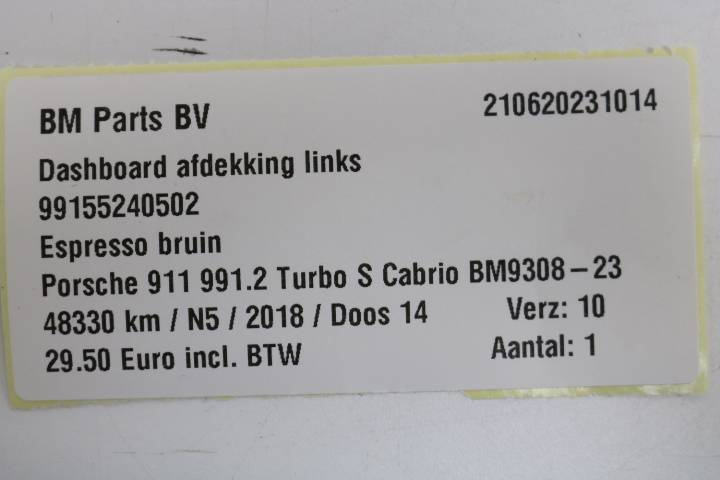 BM Parts BV 210620231014
Dashboard afdekking links
99155240502
Espresso bruin
Porsche 911 991.2 Turbo S Cabrio BM9308-23
48330 km / N5 / 2018 / Doos 14 Verz: 10
29.50 Euro incl. BTW Aantal: 1